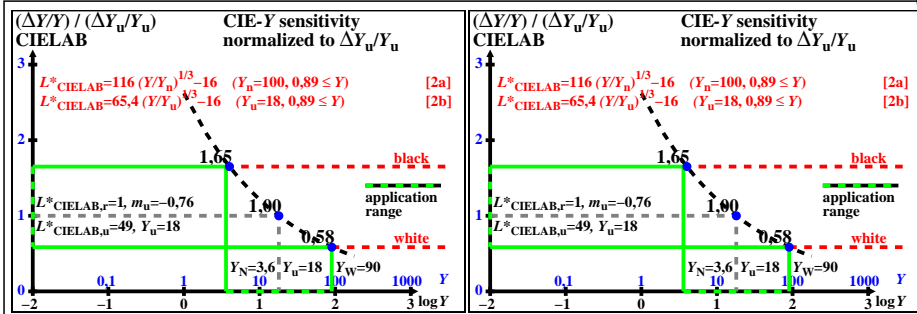 (ΔY/Y) / (ΔYu/Yu) CIE-Y sensitivity
CIELAB normalized to ΔYu/Yu
3
L*CIELAB=116 (Y/Yn)1/3−16 (Yn=100, 0,89 ≤ Y) [2a]
L*CIELAB=65,4 (Y/Yu)1/3−16 (Yu=18, 0,89 ≤ Y) [2b]
2
1,65 black
L*CIELAB,r=1, mu=−0,76 1,00 application
1 range
L*CIELAB,u=49, Yu=18
0,58 white
YN=3,6 Yu=18 YW=90
0 0,1 1 10 100 1000 Y
−2 −1 0 1 2 3 log Y
(ΔY/Y) / (ΔYu/Yu) CIE-Y sensitivity
CIELAB normalized to ΔYu/Yu
3
L*CIELAB=116 (Y/Yn)1/3−16 (Yn=100, 0,89 ≤ Y) [2a]
L*CIELAB=65,4 (Y/Yu)1/3−16 (Yu=18, 0,89 ≤ Y) [2b]
2
1,65 black
L*CIELAB,r=1, mu=−0,76 1,00 application
1 range
L*CIELAB,u=49, Yu=18
0,58 white
YN=3,6 Yu=18 YW=90
0 0,1 1 10 100 1000 Y
−2 −1 0 1 2 3 log Y